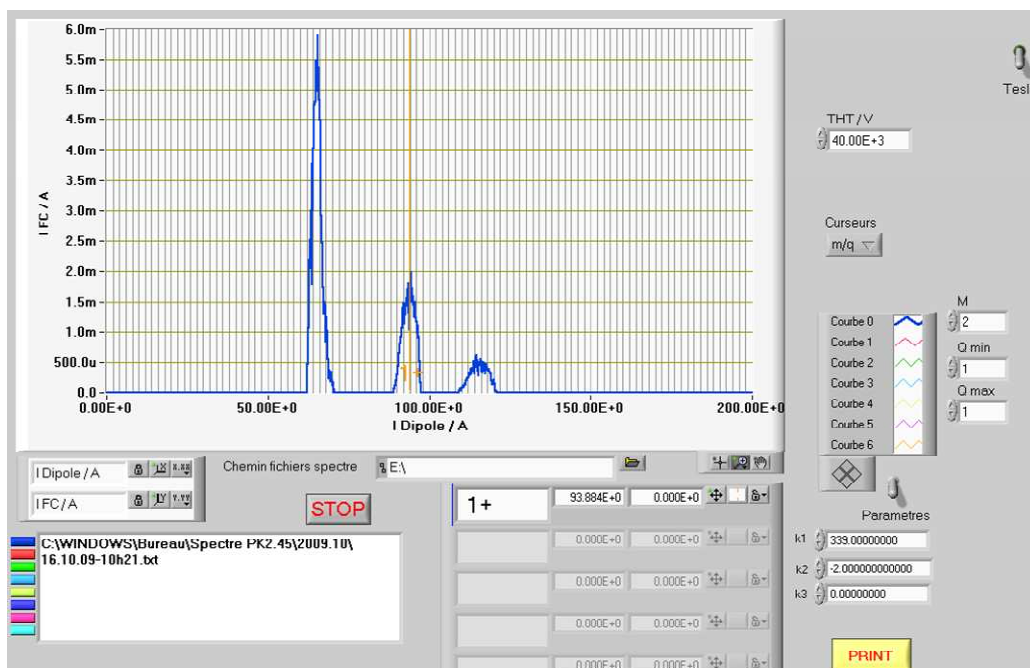 6.0m
5.5m
5.0m
4.5m
4.0m
3.5m
3.0m
2.5m
2.0m
1.5m
1.0m
500.0u
0.0
I FC / A
0.00E+0 50.00E+0 100.00E+0 150.00E+0 200.00E+0
I Dipole / A
Tesl
THT / V
40.00E+3
Curseurs
m/q
Courbe 0
Courbe 1
Courbe 2
Courbe 3
Courbe 4
Courbe 5
Courbe 6
M
2
Q min
1
Q max
1
I Dipole / A
I FC / A
X.XX
Y.YY
Chemin fichiers spectre
E:\
STOP
C:\WINDOWS\Bureau\Spectre PK2.45\2009.10\
16.10.09-10h21.txt
1+ 93.884E+0 0.000E+0
0.000E+0 0.000E+0
0.000E+0 0.000E+0
0.000E+0 0.000E+0
0.000E+0 0.000E+0
Parametres
k1 339.00000000
k2 -2.000000000000
k3 0.00000000
PRINT